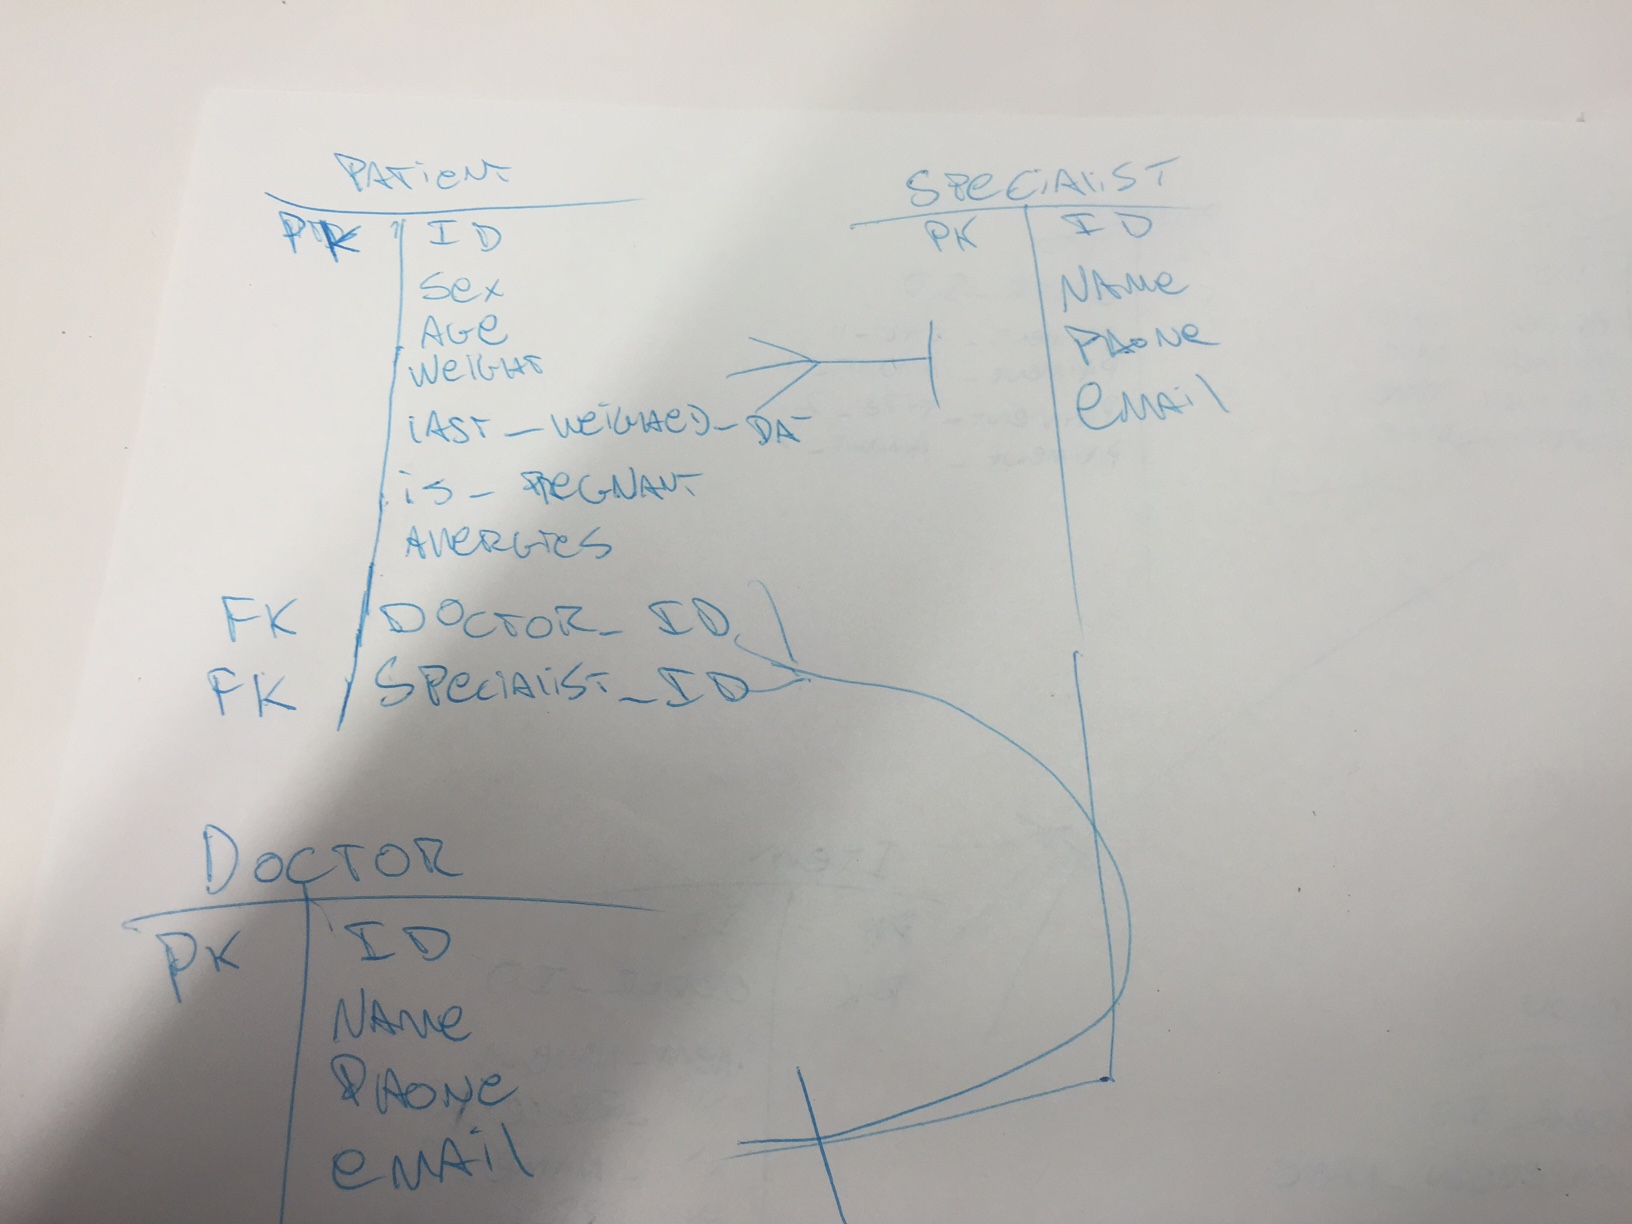 PATIENT
PK ID
Sex
AGe
WeiGHT
LAST_WeiGHeD_DA-
iS_PReGNANT
AlleRGieS
FK DOCTOR_ID
FK SPeCiAliST_ID
SPeCiAliST
PK ID
NAMe
PHONe
eMAil
DOCTOR
PK ID
NAMe
PHONe
eMAil